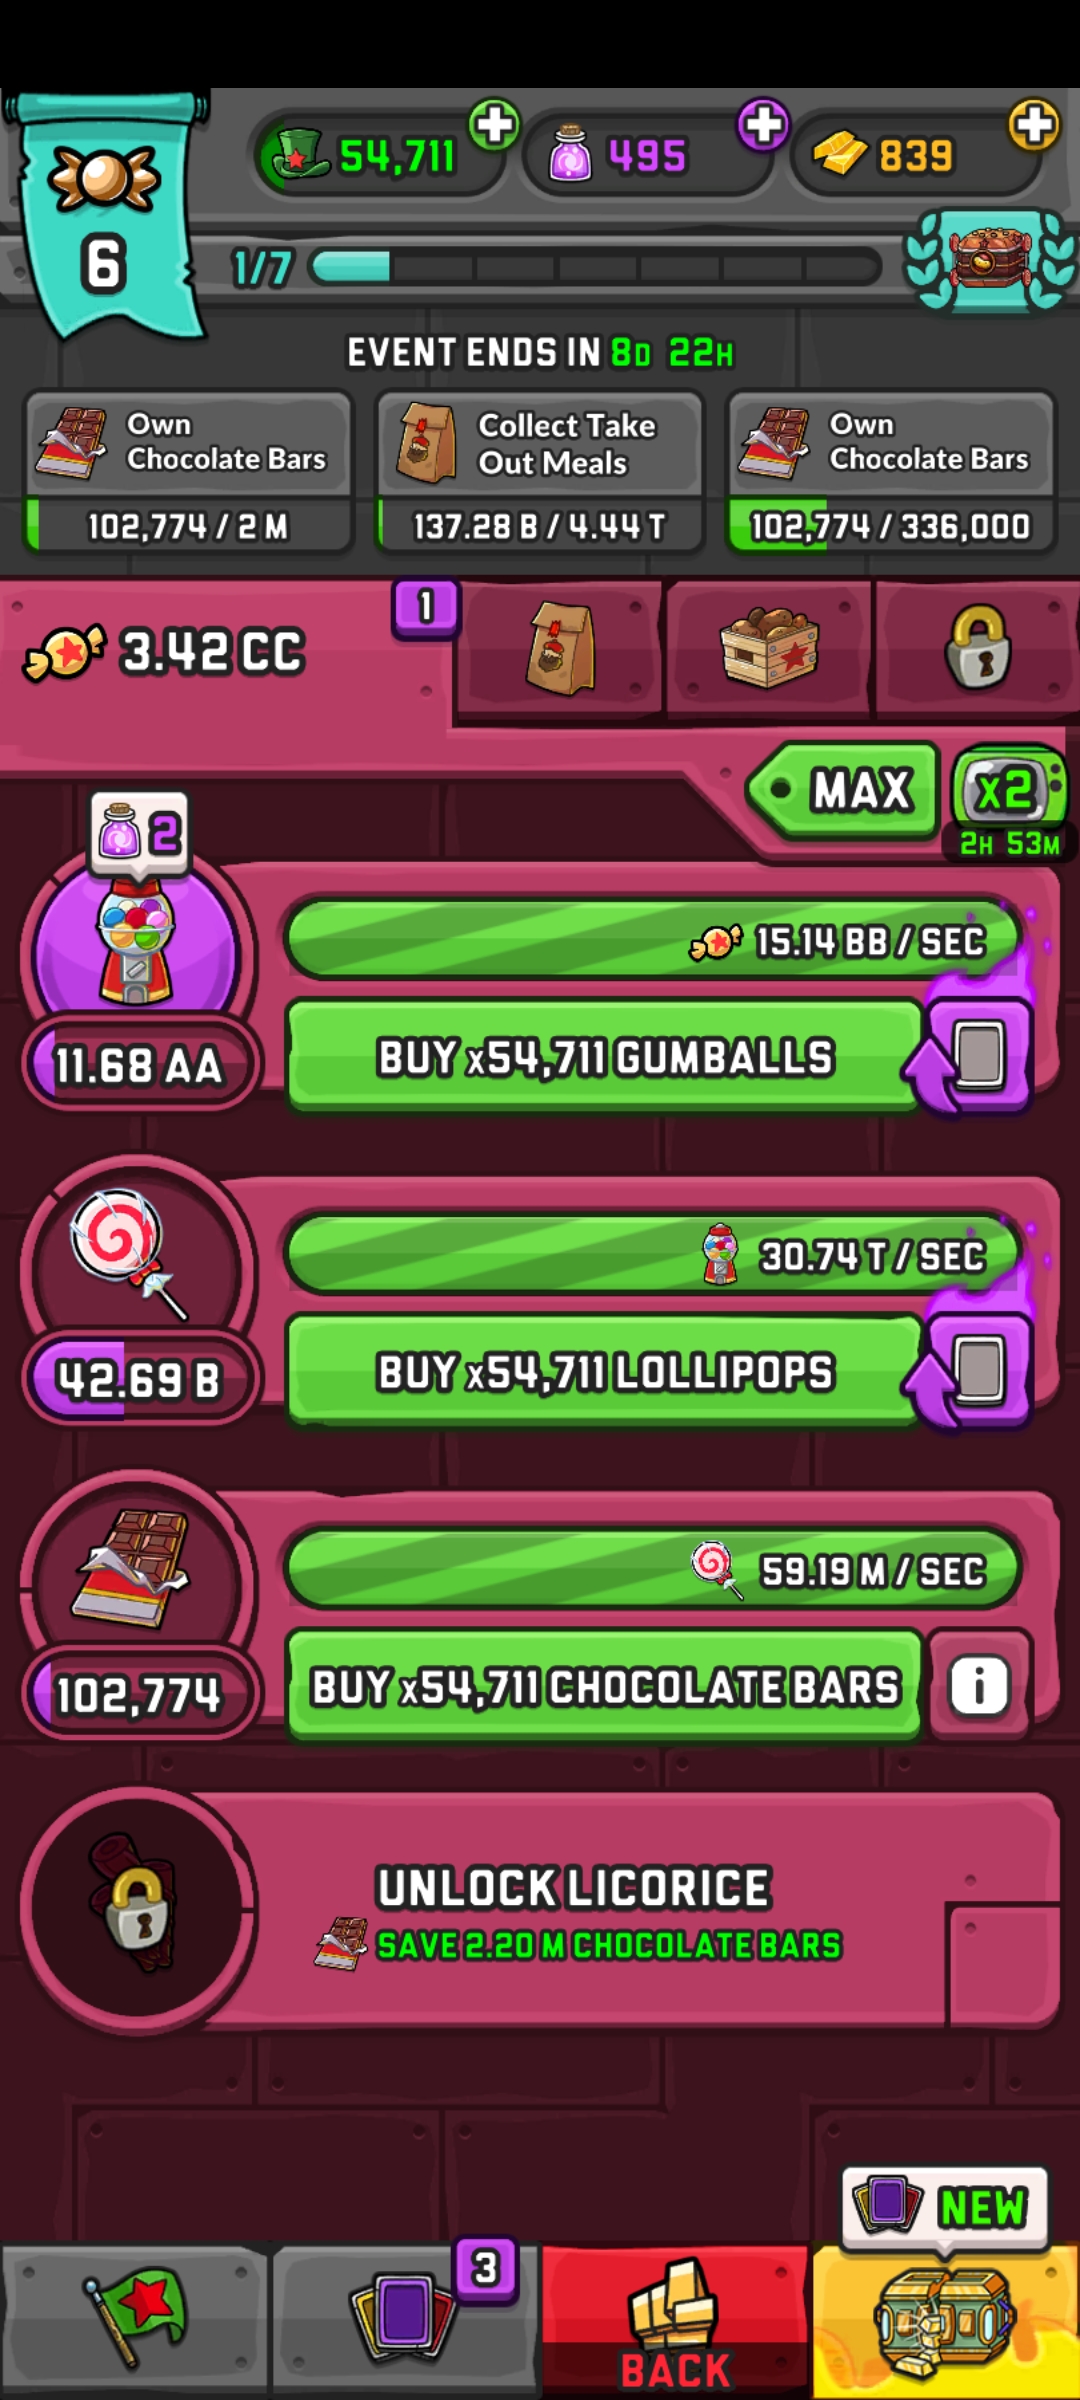 54,711
495
839
6
1/7
EVENT ENDS IN 8D 22H
Own
Chocolate Bars
102,774 / 2 M
Collect Take
Out Meals
137.28 B / 4.44 T
Own
Chocolate Bars
102,774 / 336,000
3.42 CC
1
MAX
x2
2H 53M
2
15.14 BB / SEC
11.68 AA
BUY x54,711 GUMBALLS
30.74 T / SEC
42.69 B
BUY x54,711 LOLLIPOPS
59.19 M / SEC
102,774
BUY x54,711 CHOCOLATE BARS
i
UNLOCK LICORICE
SAVE 2.20 M CHOCOLATE BARS
NEW
3
BACK